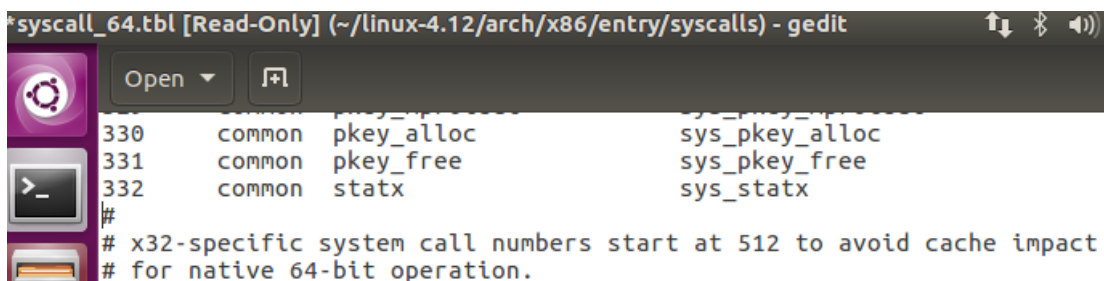 *syscall_64.tbl [Read-Only] (~/linux-4.12/arch/x86/entry/syscalls) - gedit
Open
330 common pkey_alloc sys_pkey_alloc
331 common pkey_free sys_pkey_free
332 common statx sys_statx
#
# x32-specific system call numbers start at 512 to avoid cache impact
# for native 64-bit operation.